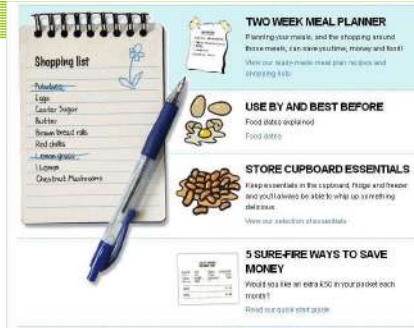 Shopping list
Potatoes
Eggs
Caster Sugar
Butter
Brown bread rolls
Red chillis
Lemon grass
1 Lemon
Chestnut Mushrooms
TWO WEEK MEAL PLANNER
Planning your meals, and the shopping around
those meals, can save you time, money and food!
View our ready-made meal plan recipes and
shopping lists
USE BY AND BEST BEFORE
Food dates explained
Food dates
STORE CUPBOARD ESSENTIALS
Keep essentials in the cupboard, fridge and freezer
and you'll always be able to whip up something
delicious
View our selection of essentials
5 SURE-FIRE WAYS TO SAVE
MONEY
Would you like an extra £50 in your pocket each
month?
Read our quick start guide